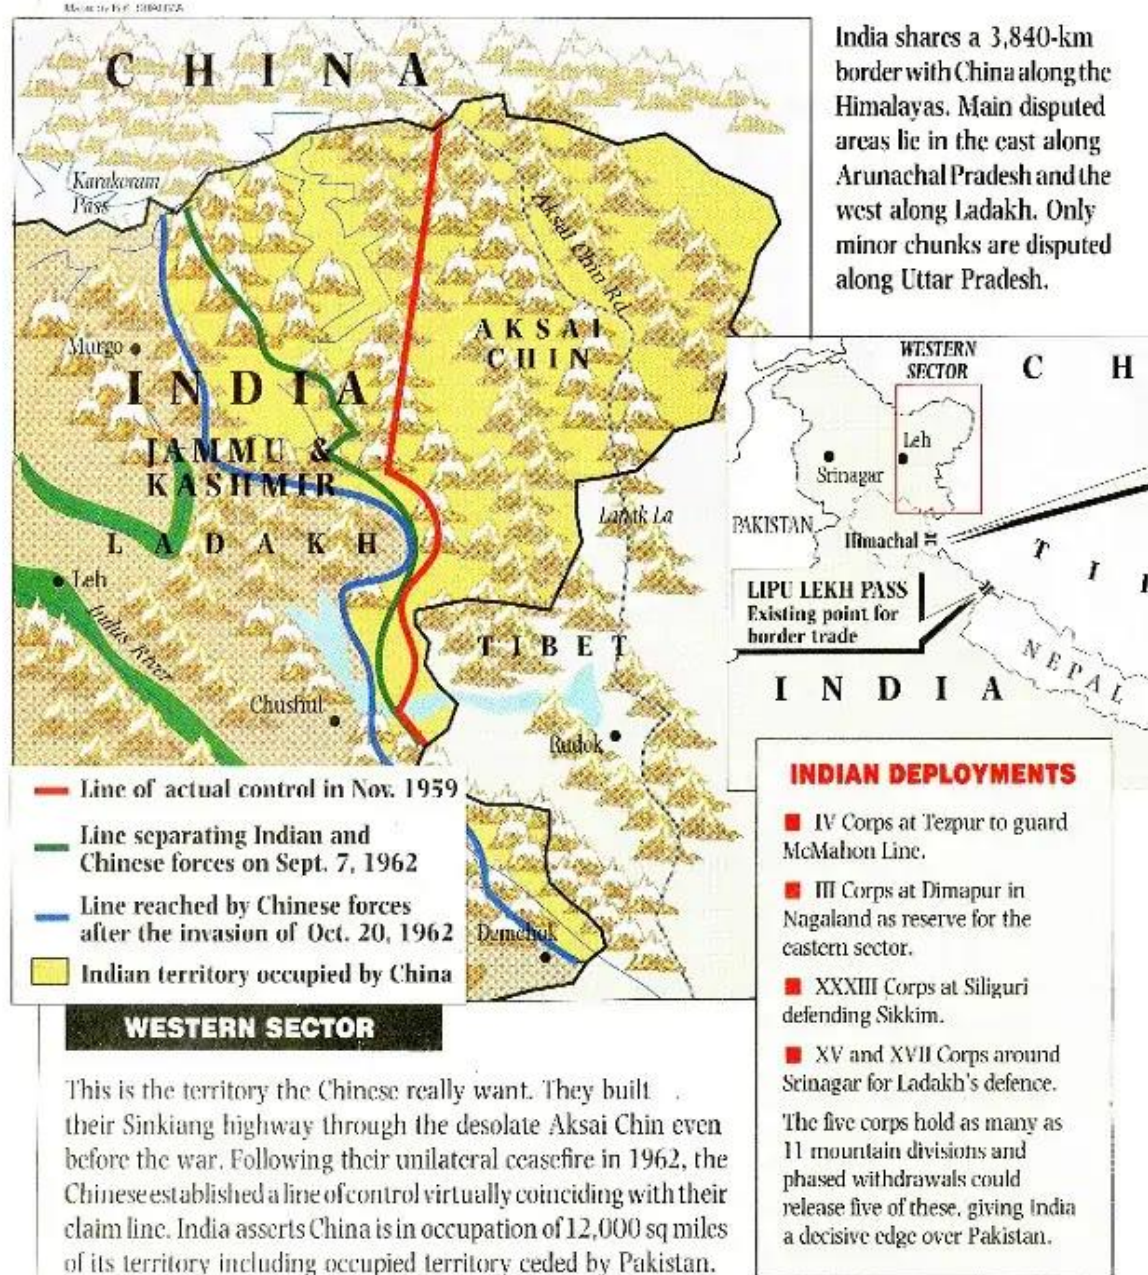 CHINA
Karakoram
Pass
Aksai Chin Rd
AKSAI
CHIN
Murgo
INDIA
JAMMU &
KASHMIR
LADAKH
Leh
Indus River
Lanak La
TIBET
Chushul
Rudok
Demchok
Line of actual control in Nov. 1959
Line separating Indian and
Chinese forces on Sept. 7, 1962
Line reached by Chinese forces
after the invasion of Oct. 20, 1962
Indian territory occupied by China
India shares a 3,840-km
border with China along the
Himalayas. Main disputed
areas lie in the east along
Arunachal Pradesh and the
west along Ladakh. Only
minor chunks are disputed
along Uttar Pradesh.
WESTERN
SECTOR
C H
Leh
Srinagar
PAKISTAN
Himachal
T I
LIPU LEKH PASS
Existing point for
border trade
NEPAL
INDIA
INDIAN DEPLOYMENTS
IV Corps at Tezpur to guard
McMahon Line.
III Corps at Dimapur in
Nagaland as reserve for the
eastern sector.
XXXIII Corps at Siliguri
defending Sikkim.
XV and XVII Corps around
Srinagar for Ladakh's defence.
The five corps hold as many as
11 mountain divisions and
phased withdrawals could
release five of these, giving India
a decisive edge over Pakistan.
WESTERN SECTOR
This is the territory the Chinese really want. They built
their Sinkiang highway through the desolate Aksai Chin even
before the war. Following their unilateral ceasefire in 1962, the
Chinese established a line of control virtually coinciding with their
claim line. India asserts China is in occupation of 12,000 sq miles
of its territory including occupied territory ceded by Pakistan.